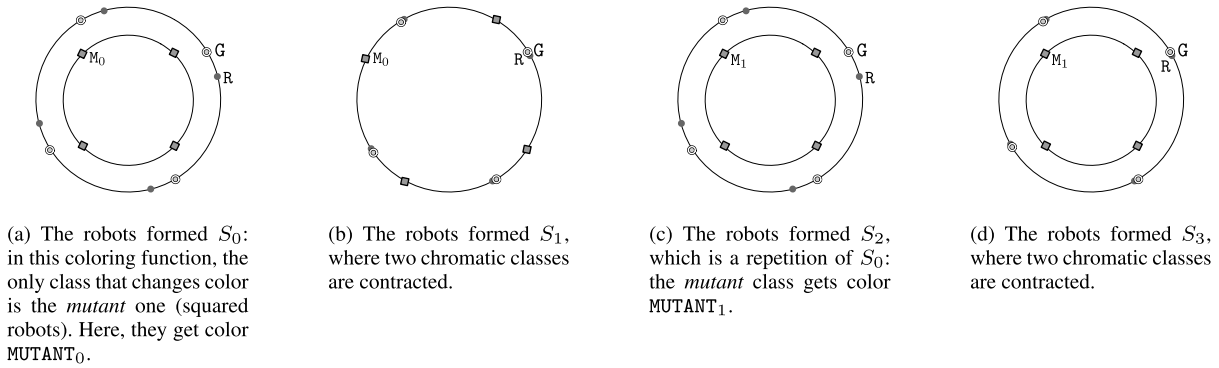 G
M₀
R
M₀
G
R
G
M₁
R
M₁
G
R
(a) The robots formed S₀:
in this coloring function, the
only class that changes color
is the mutant one (squared
robots). Here, they get color
MUTANT₀.
(b) The robots formed S₁,
where two chromatic classes
are contracted.
(c) The robots formed S₂,
which is a repetition of S₀:
the mutant class gets color
MUTANT₁.
(d) The robots formed S₃,
where two chromatic classes
are contracted.